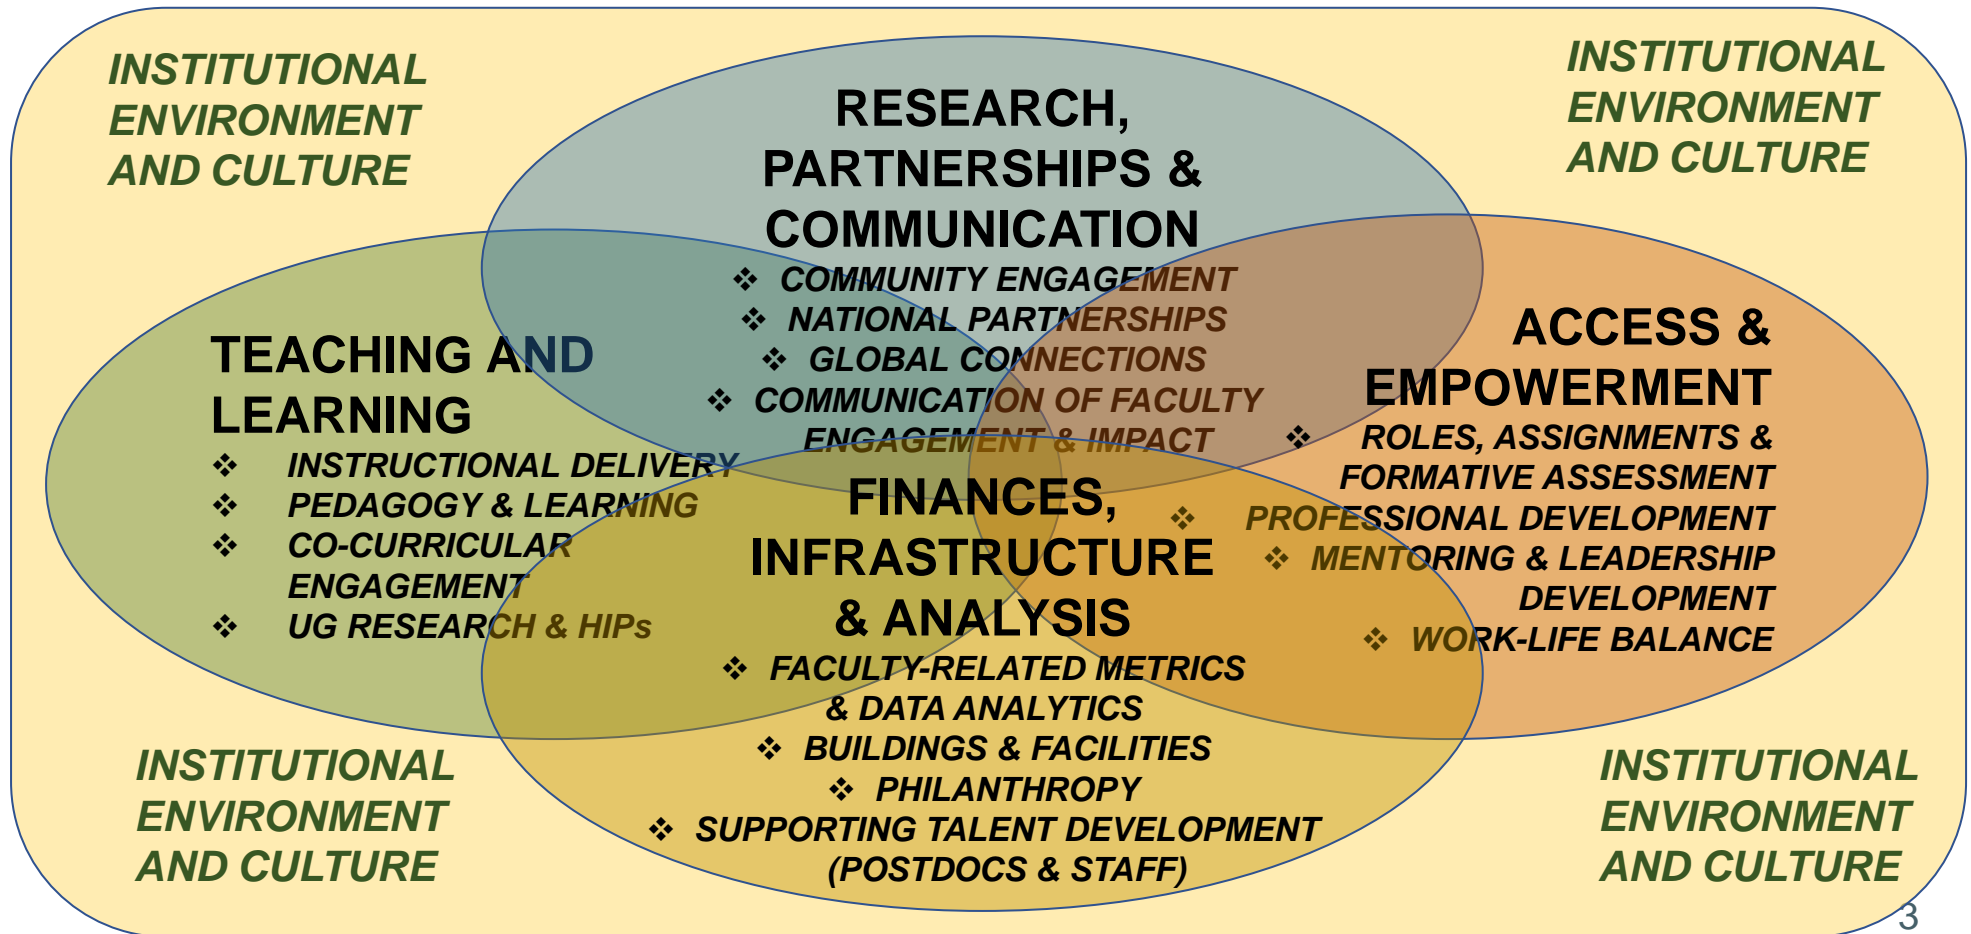 INSTITUTIONAL
ENVIRONMENT
AND CULTURE
INSTITUTIONAL
ENVIRONMENT
AND CULTURE
RESEARCH,
PARTNERSHIPS &
COMMUNICATION
❖ COMMUNITY ENGAGEMENT
❖ NATIONAL PARTNERSHIPS
❖ GLOBAL CONNECTIONS
❖ COMMUNICATION OF FACULTY
ENGAGEMENT & IMPACT
TEACHING AND
LEARNING
❖ INSTRUCTIONAL DELIVERY
❖ PEDAGOGY & LEARNING
❖ CO-CURRICULAR
ENGAGEMENT
❖ UG RESEARCH & HIPs
ACCESS &
EMPOWERMENT
❖ ROLES, ASSIGNMENTS &
FORMATIVE ASSESSMENT
❖ PROFESSIONAL DEVELOPMENT
❖ MENTORING & LEADERSHIP
DEVELOPMENT
❖ WORK-LIFE BALANCE
FINANCES,
INFRASTRUCTURE
& ANALYSIS
❖ FACULTY-RELATED METRICS
& DATA ANALYTICS
❖ BUILDINGS & FACILITIES
❖ PHILANTHROPY
❖ SUPPORTING TALENT DEVELOPMENT
(POSTDOCS & STAFF)
INSTITUTIONAL
ENVIRONMENT
AND CULTURE
INSTITUTIONAL
ENVIRONMENT
AND CULTURE
3